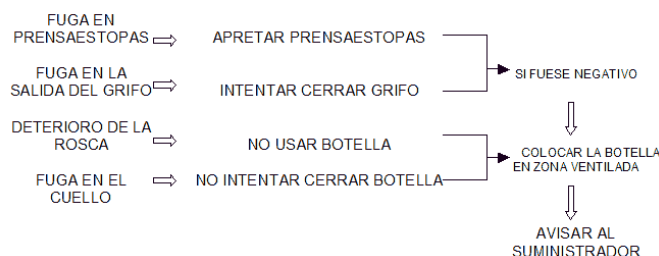 FUGA EN
PRENSAESTOPAS
APRETAR PRENSAESTOPAS
FUGA EN LA
SALIDA DEL GRIFO
INTENTAR CERRAR GRIFO
SI FUESE NEGATIVO
DETERIORO DE LA
ROSCA
NO USAR BOTELLA
FUGA EN EL
CUELLO
NO INTENTAR CERRAR BOTELLA
COLOCAR LA BOTELLA
EN ZONA VENTILADA
AVISAR AL
SUMINISTRADOR